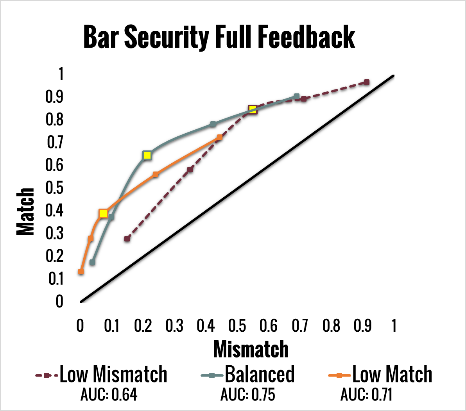 Bar Security Full Feedback
1
0.9
0.8
0.7
0.6
0.5
0.4
0.3
0.2
0.1
0
Match
0 0.1 0.2 0.3 0.4 0.5 0.6 0.7 0.8 0.9 1
Mismatch
Low Mismatch Balanced Low Match
AUC: 0.64 AUC: 0.75 AUC: 0.71